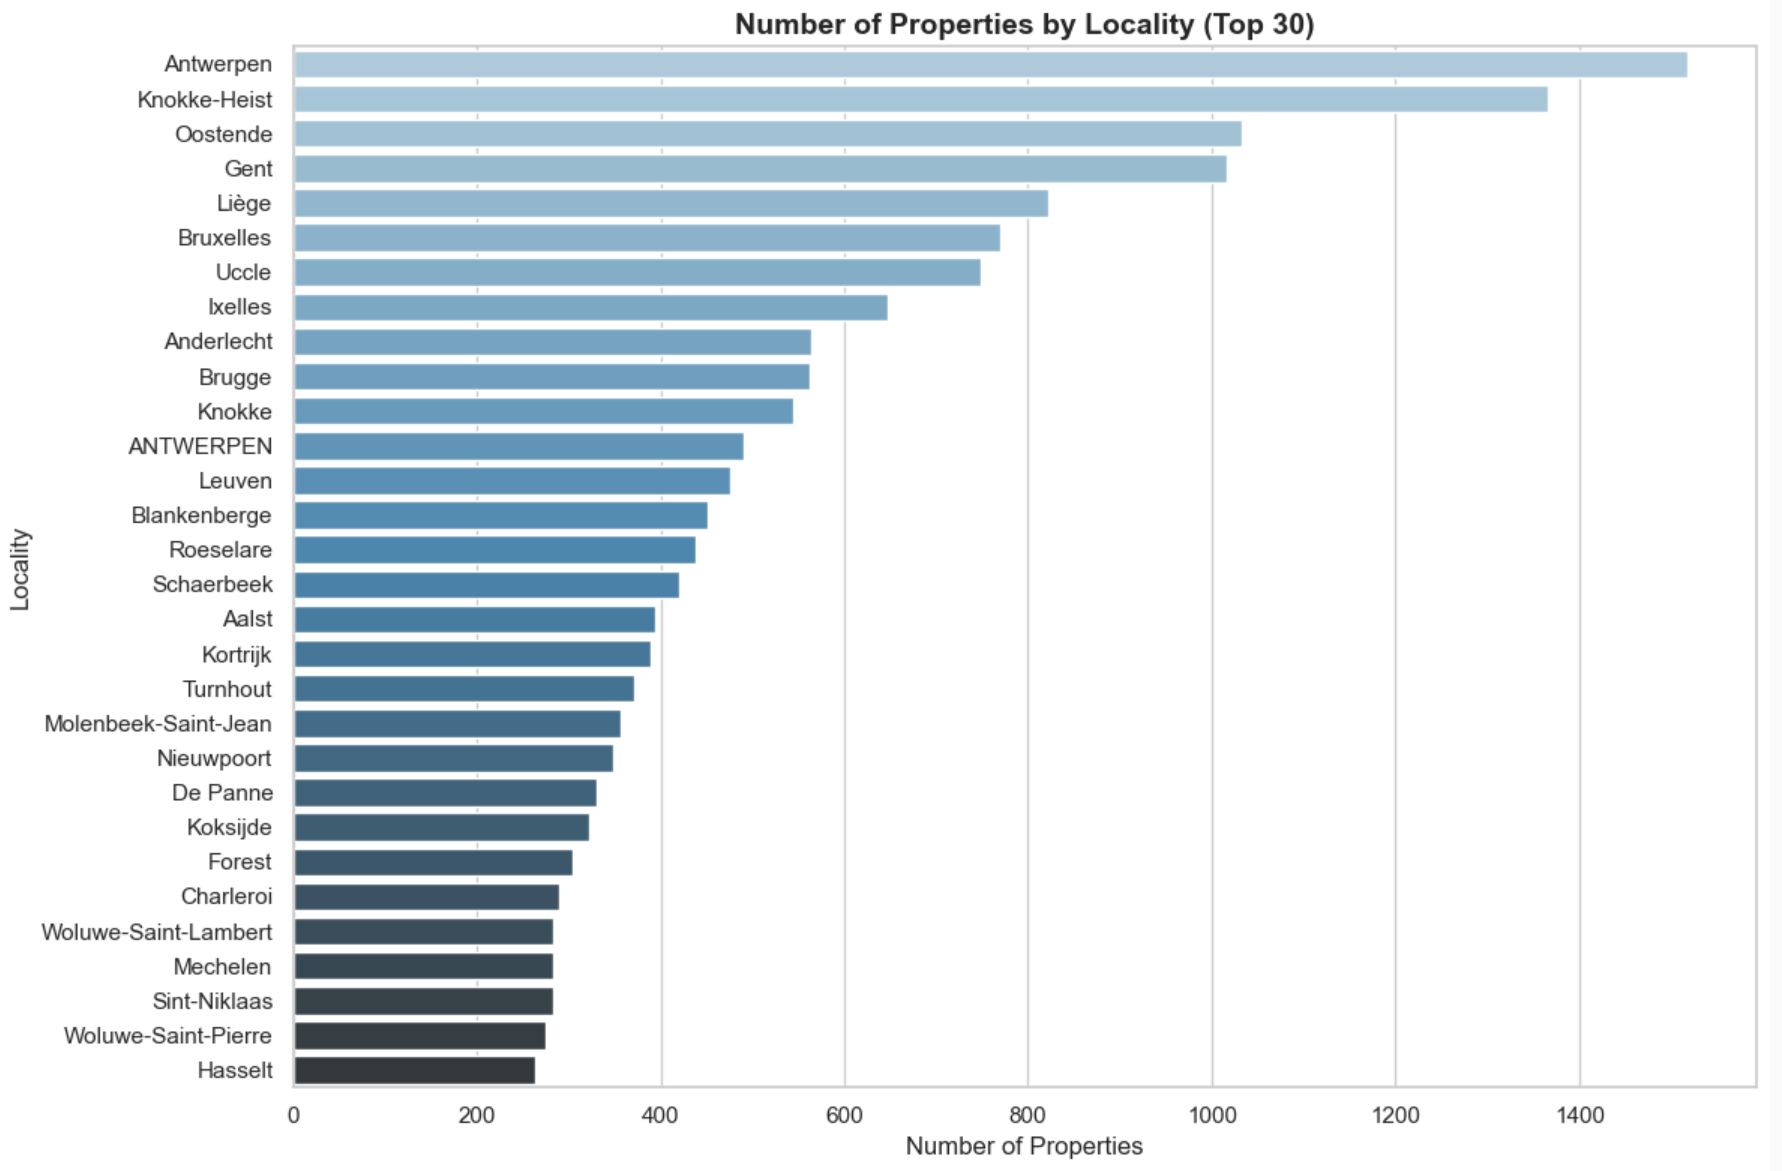 Number of Properties by Locality (Top 30)
Antwerpen
Knokke-Heist
Oostende
Gent
Liège
Bruxelles
Uccle
Ixelles
Anderlecht
Brugge
Knokke
ANTWERPEN
Leuven
Blankenberge
Roeselare
Schaerbeek
Aalst
Kortrijk
Turnhout
Molenbeek-Saint-Jean
Nieuwpoort
De Panne
Koksijde
Forest
Charleroi
Woluwe-Saint-Lambert
Mechelen
Sint-Niklaas
Woluwe-Saint-Pierre
Hasselt
Locality
0 200 400 600 800 1000 1200 1400
Number of Properties